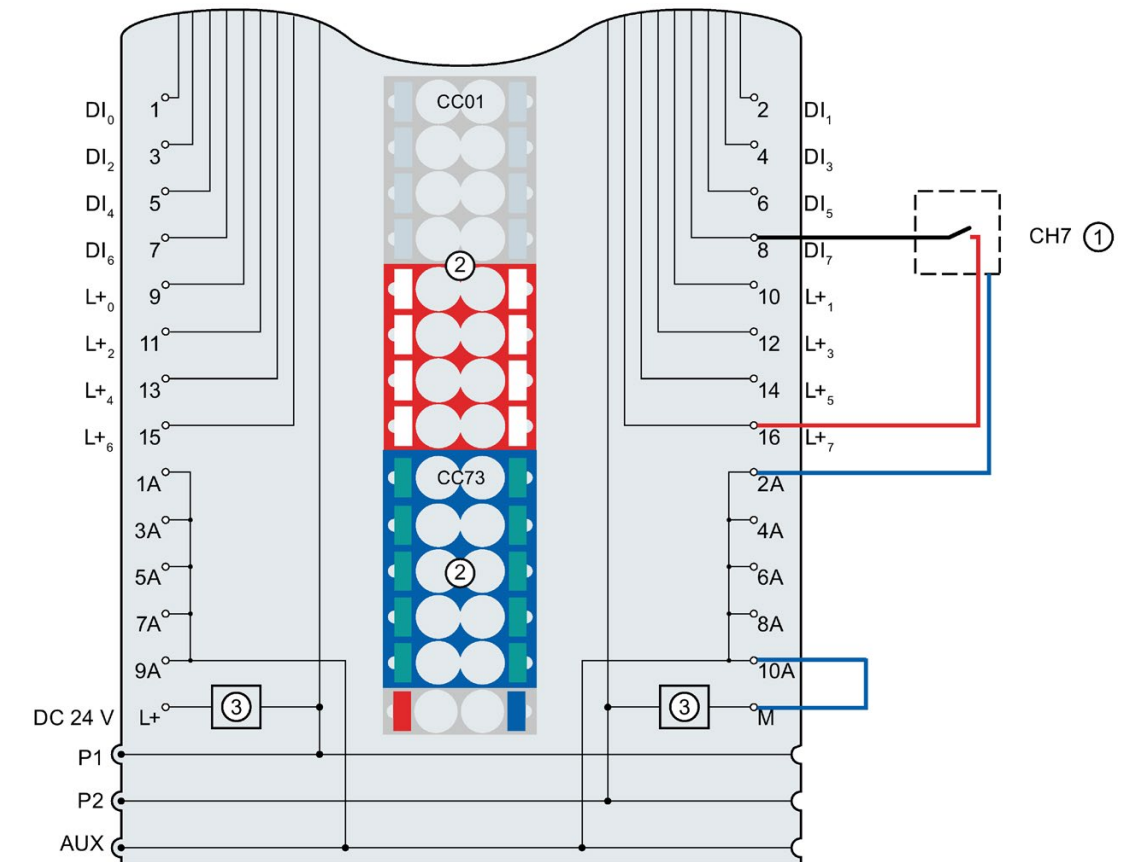 CC01
DI0 1 2 DI1
DI2 3 4 DI3
DI4 5 6 DI5
CH7 1
DI6 7 8 DI7
2
L+0 9 10 L+1
L+2 11 12 L+3
L+4 13 14 L+5
L+6 15 16 L+7
1A CC73 2A
3A 4A
5A 2 6A
7A 8A
9A 10A
3 3
DC 24 V L+ M
P1
P2
AUX